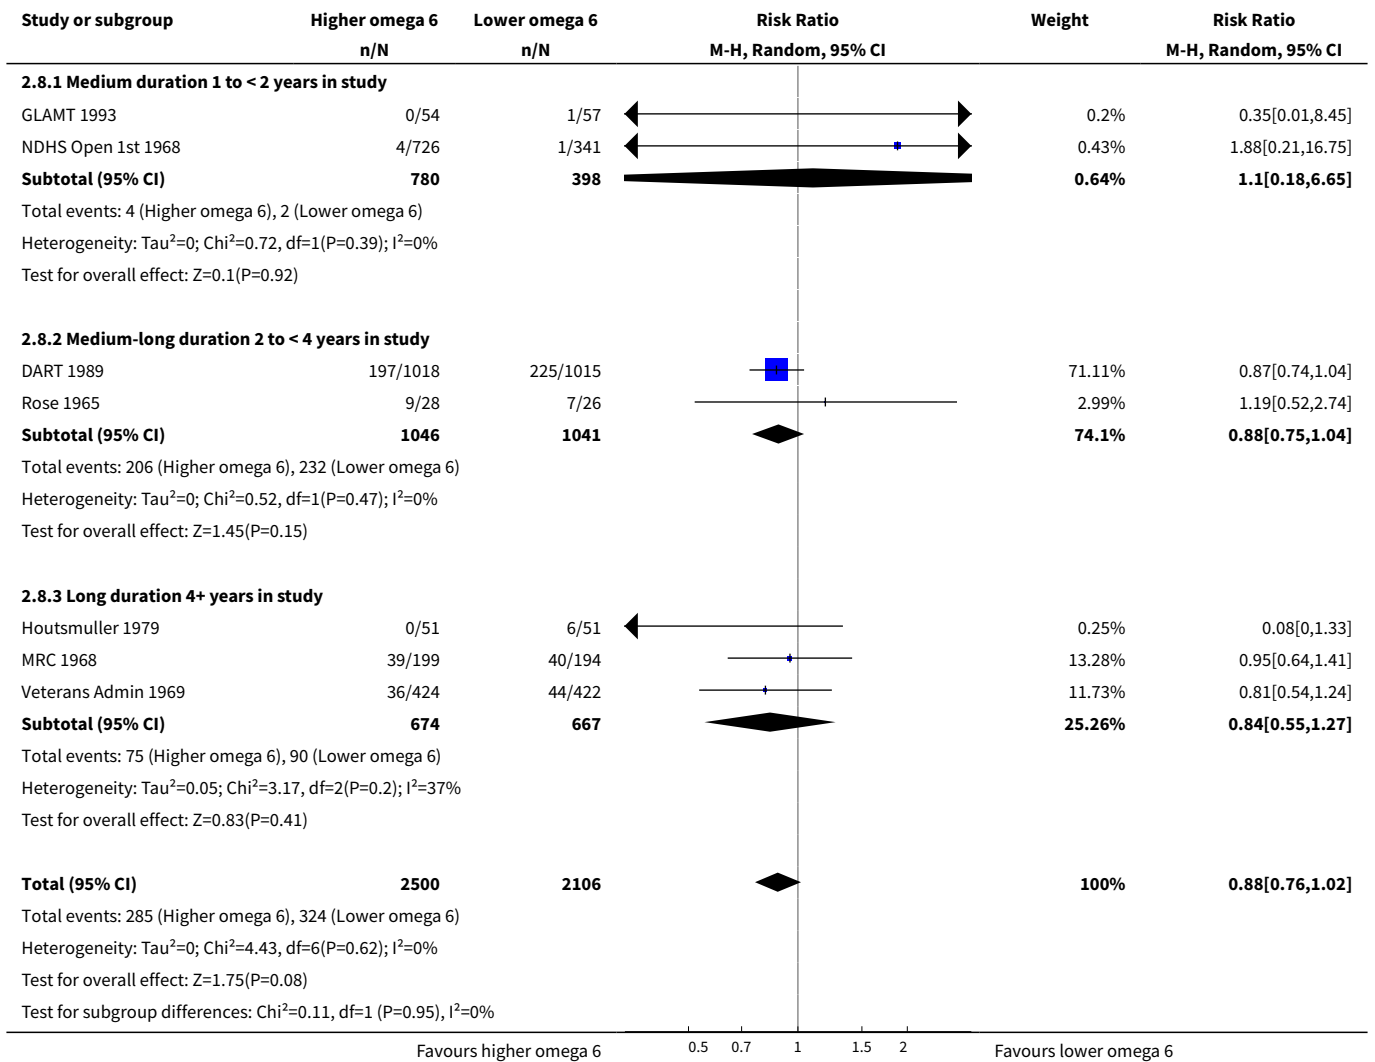 Study or subgroup Higher omega 6 Lower omega 6 Risk Ratio Weight Risk Ratio
n/N n/N M-H, Random, 95% CI M-H, Random, 95% CI
2.8.1 Medium duration 1 to < 2 years in study
GLAMT 1993 0/54 1/57 0.2% 0.35[0.01,8.45]
NDHS Open 1st 1968 4/726 1/341 0.43% 1.88[0.21,16.75]
Subtotal (95% CI) 780 398 0.64% 1.1[0.18,6.65]
Total events: 4 (Higher omega 6), 2 (Lower omega 6)
Heterogeneity: Tau²=0; Chi²=0.72, df=1(P=0.39); I²=0%
Test for overall effect: Z=0.1(P=0.92)
2.8.2 Medium-long duration 2 to < 4 years in study
DART 1989 197/1018 225/1015 71.11% 0.87[0.74,1.04]
Rose 1965 9/28 7/26 2.99% 1.19[0.52,2.74]
Subtotal (95% CI) 1046 1041 74.1% 0.88[0.75,1.04]
Total events: 206 (Higher omega 6), 232 (Lower omega 6)
Heterogeneity: Tau²=0; Chi²=0.52, df=1(P=0.47); I²=0%
Test for overall effect: Z=1.45(P=0.15)
2.8.3 Long duration 4+ years in study
Houtsmuller 1979 0/51 6/51 0.25% 0.08[0,1.33]
MRC 1968 39/199 40/194 13.28% 0.95[0.64,1.41]
Veterans Admin 1969 36/424 44/422 11.73% 0.81[0.54,1.24]
Subtotal (95% CI) 674 667 25.26% 0.84[0.55,1.27]
Total events: 75 (Higher omega 6), 90 (Lower omega 6)
Heterogeneity: Tau²=0.05; Chi²=3.17, df=2(P=0.2); I²=37%
Test for overall effect: Z=0.83(P=0.41)
Total (95% CI) 2500 2106 100% 0.88[0.76,1.02]
Total events: 285 (Higher omega 6), 324 (Lower omega 6)
Heterogeneity: Tau²=0; Chi²=4.43, df=6(P=0.62); I²=0%
Test for overall effect: Z=1.75(P=0.08)
Test for subgroup differences: Chi²=0.11, df=1 (P=0.95), I²=0%
Favours higher omega 6 0.5 0.7 1 1.5 2 Favours lower omega 6